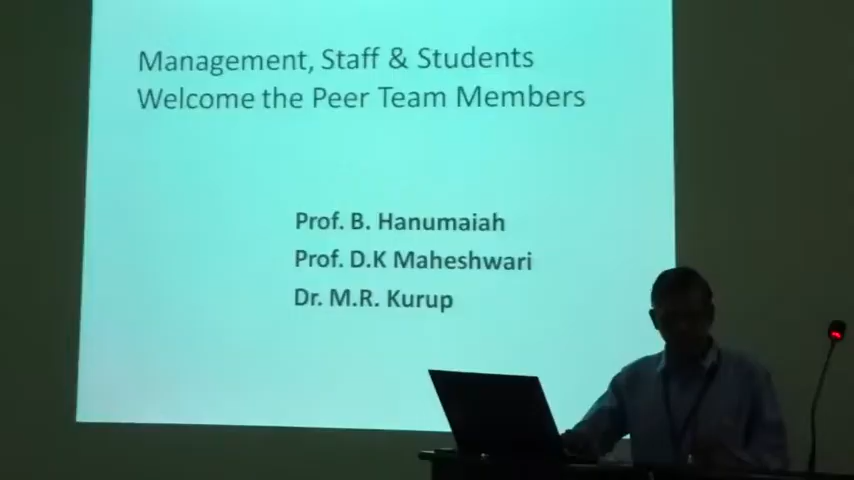 Management, Staff & Students
Welcome the Peer Team Members
Prof. B. Hanumaiah
Prof. D.K Maheshwari
Dr. M.R. Kurup